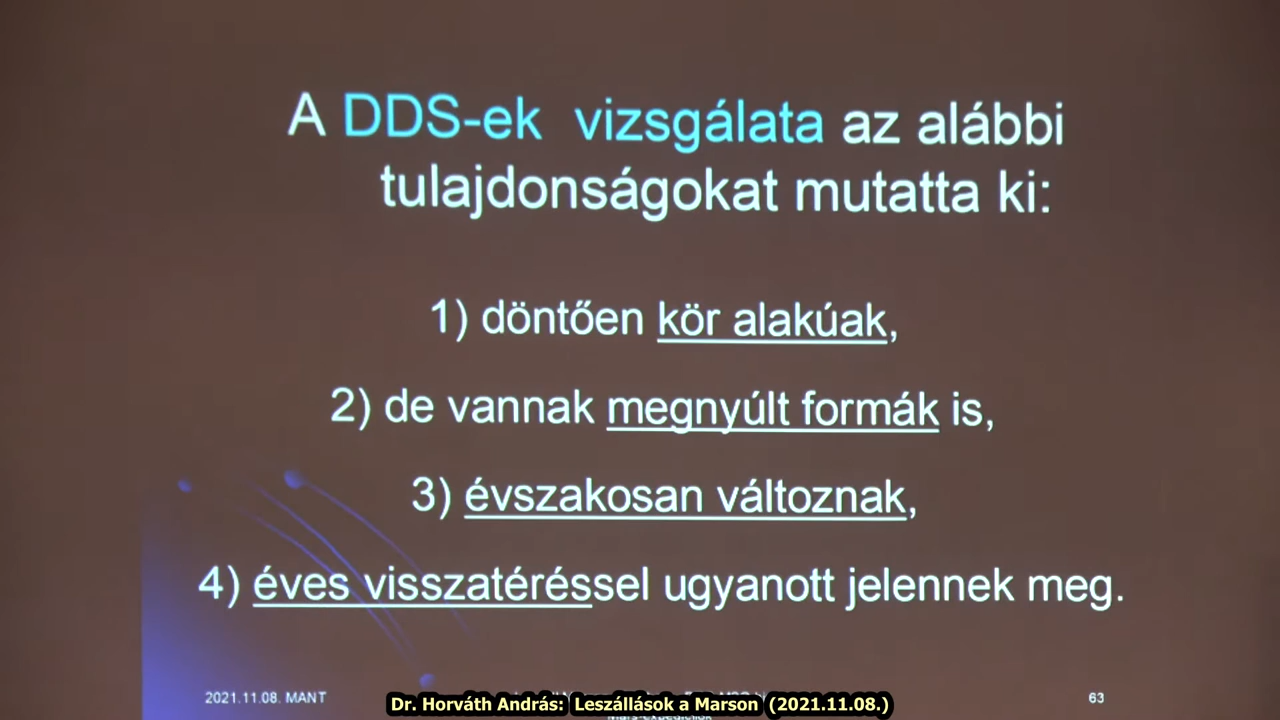 A DDS-ek vizsgálata az alábbi
tulajdonságokat mutatta ki:
1) döntően kör alakúak,
2) de vannak megnyúlt formák is,
3) évszakosan változnak,
4) éves visszatéréssel ugyanott jelennek meg.
2021.11.08. MANT
63
Dr. Horváth András: Leszállások a Marson (2021.11.08.)